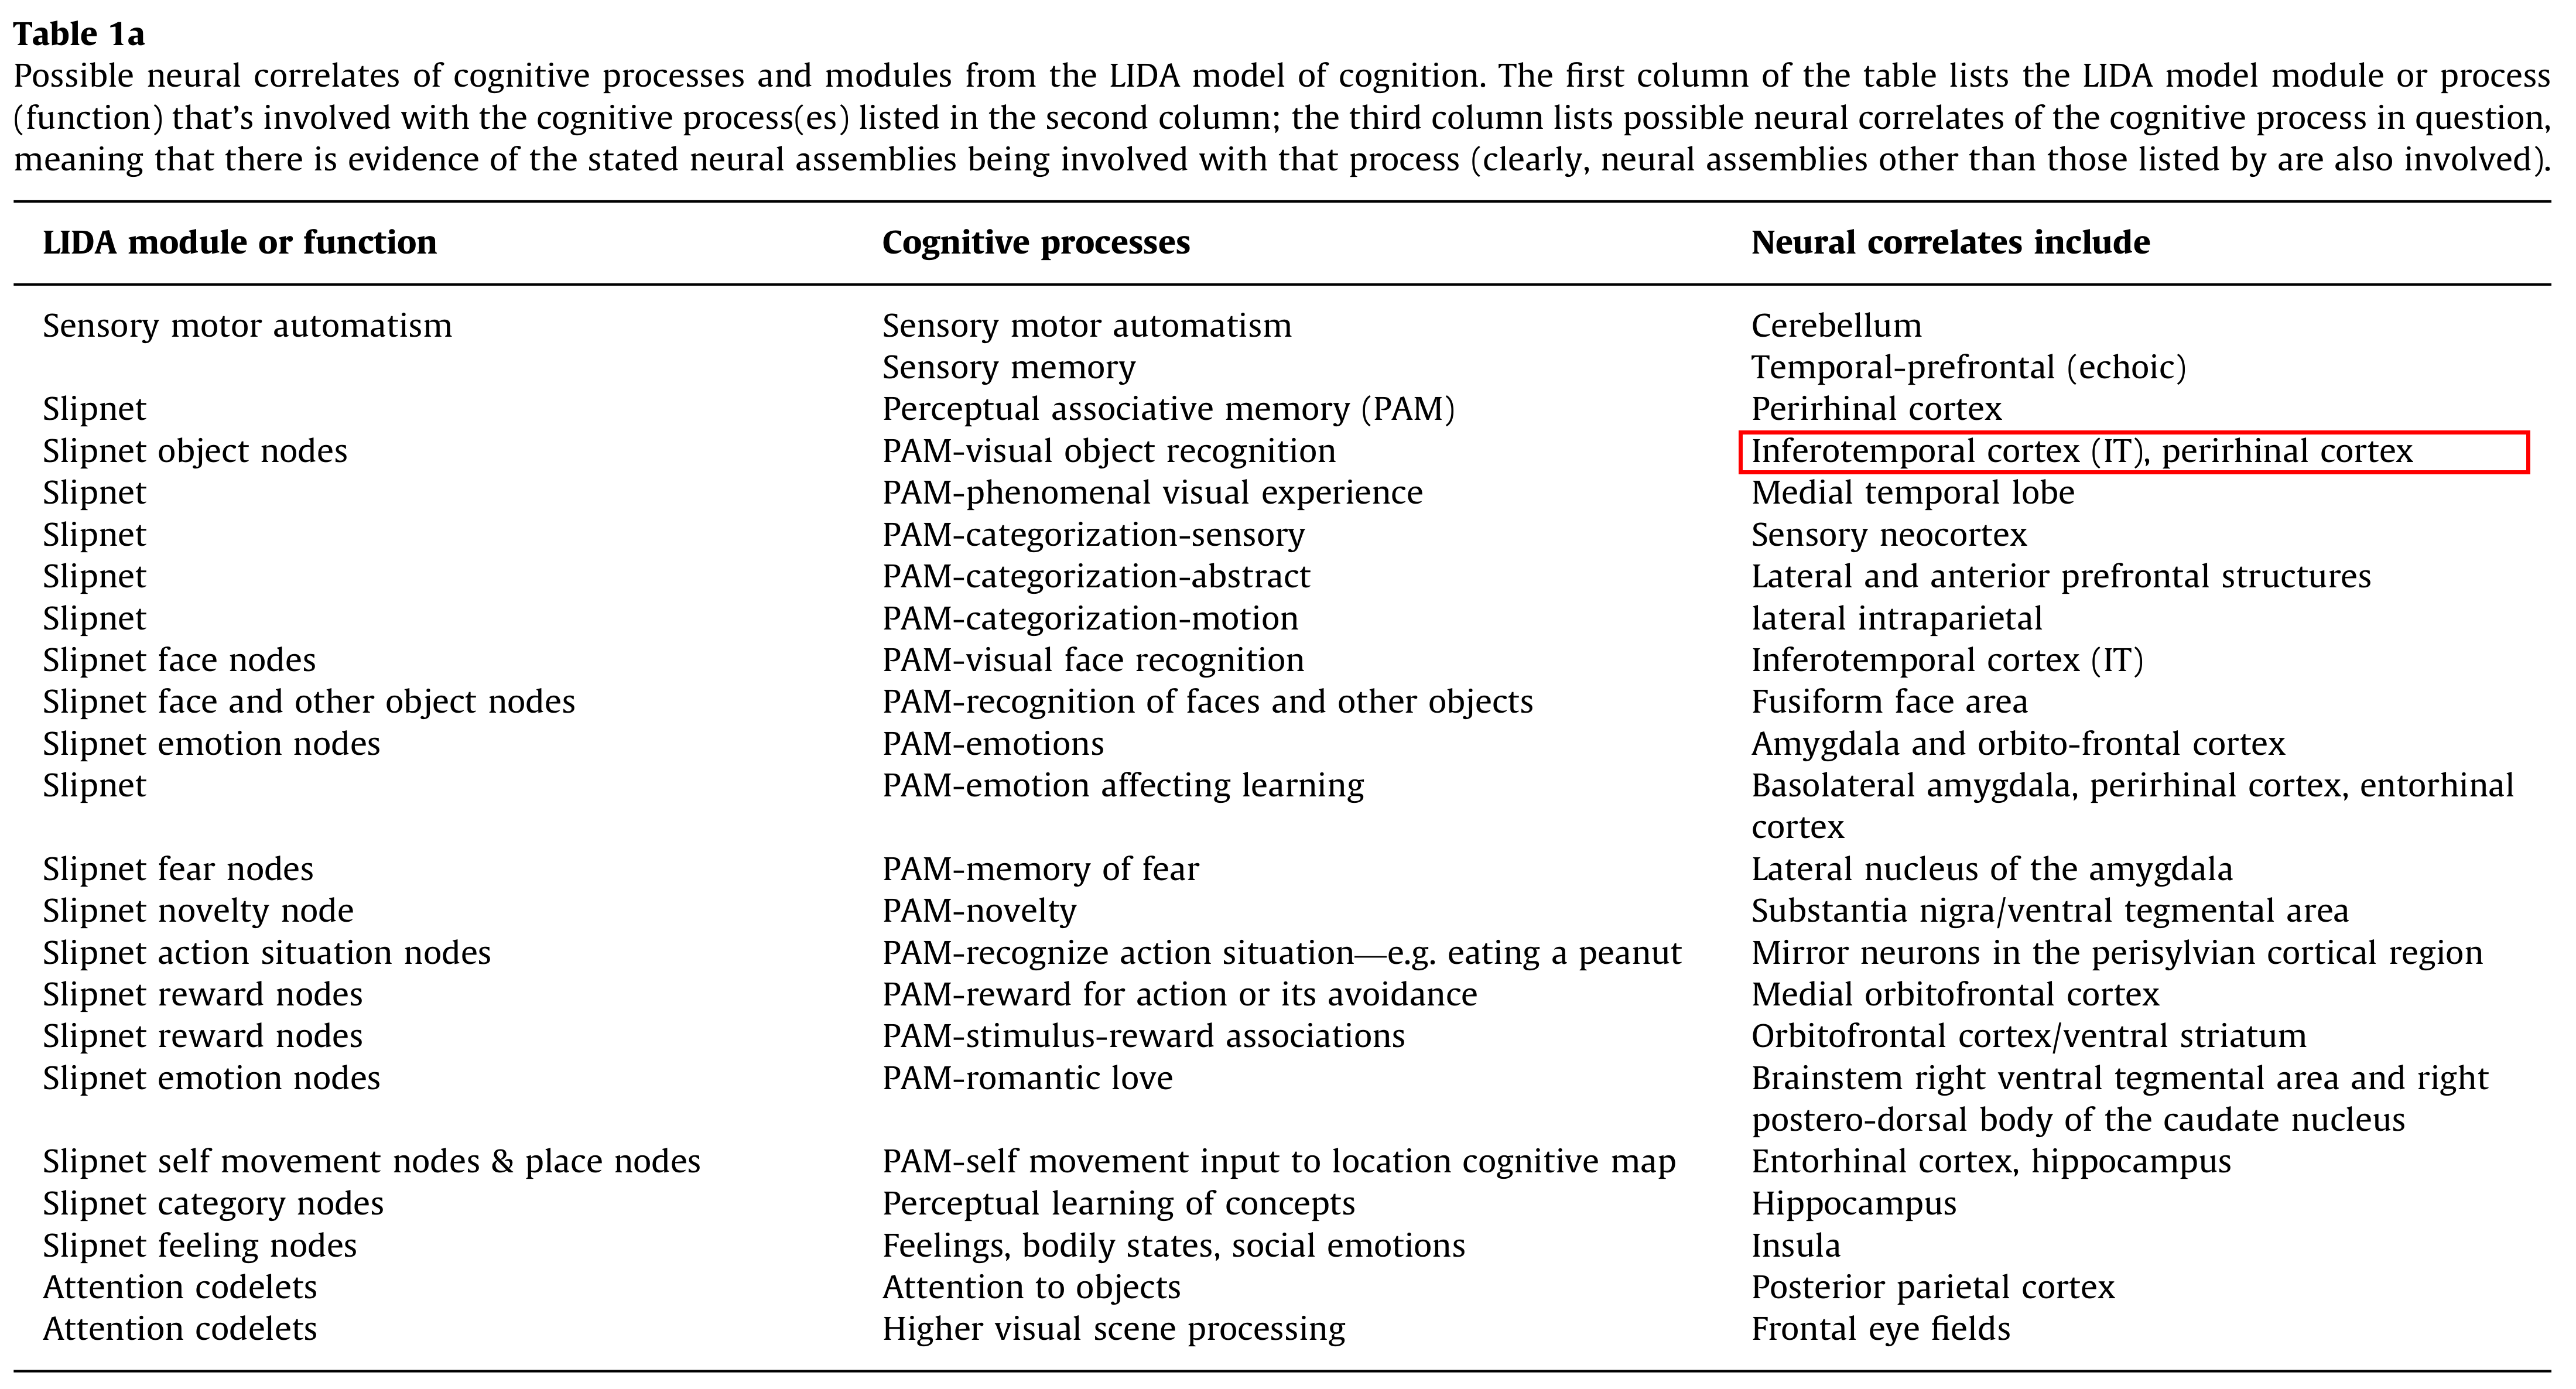 Table 1a
Possible neural correlates of cognitive processes and modules from the LIDA model of cognition. The first column of the table lists the LIDA model module or process
(function) that's involved with the cognitive process(es) listed in the second column; the third column lists possible neural correlates of the cognitive process in question,
meaning that there is evidence of the stated neural assemblies being involved with that process (clearly, neural assemblies other than those listed by are also involved).
LIDA module or function Cognitive processes Neural correlates include
Sensory motor automatism Sensory motor automatism Cerebellum
Sensory memory Temporal-prefrontal (echoic)
Slipnet Perceptual associative memory (PAM) Perirhinal cortex
Slipnet object nodes PAM-visual object recognition Inferotemporal cortex (IT), perirhinal cortex
Slipnet PAM-phenomenal visual experience Medial temporal lobe
Slipnet PAM-categorization-sensory Sensory neocortex
Slipnet PAM-categorization-abstract Lateral and anterior prefrontal structures
Slipnet PAM-categorization-motion lateral intraparietal
Slipnet face nodes PAM-visual face recognition Inferotemporal cortex (IT)
Slipnet face and other object nodes PAM-recognition of faces and other objects Fusiform face area
Slipnet emotion nodes PAM-emotions Amygdala and orbito-frontal cortex
Slipnet PAM-emotion affecting learning Basolateral amygdala, perirhinal cortex, entorhinal
cortex
Slipnet fear nodes PAM-memory of fear Lateral nucleus of the amygdala
Slipnet novelty node PAM-novelty Substantia nigra/ventral tegmental area
Slipnet action situation nodes PAM-recognize action situation—e.g. eating a peanut Mirror neurons in the perisylvian cortical region
Slipnet reward nodes PAM-reward for action or its avoidance Medial orbitofrontal cortex
Slipnet reward nodes PAM-stimulus-reward associations Orbitofrontal cortex/ventral striatum
Slipnet emotion nodes PAM-romantic love Brainstem right ventral tegmental area and right
postero-dorsal body of the caudate nucleus
Slipnet self movement nodes & place nodes PAM-self movement input to location cognitive map Entorhinal cortex, hippocampus
Slipnet category nodes Perceptual learning of concepts Hippocampus
Slipnet feeling nodes Feelings, bodily states, social emotions Insula
Attention codelets Attention to objects Posterior parietal cortex
Attention codelets Higher visual scene processing Frontal eye fields